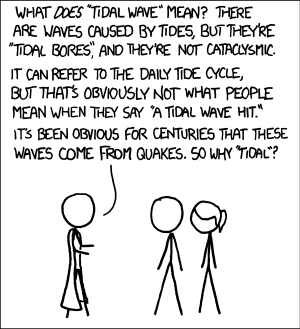 WHAT DOES "TIDAL WAVE" MEAN? THERE
ARE WAVES CAUSED BY TIDES, BUT THEY'RE
"TIDAL BORES," AND THEY'RE NOT CATACLYSMIC.
IT CAN REFER TO THE DAILY TIDE CYCLE,
BUT THAT'S OBVIOUSLY NOT WHAT PEOPLE
MEAN WHEN THEY SAY "A TIDAL WAVE HIT."
IT'S BEEN OBVIOUS FOR CENTURIES THAT THESE
WAVES COME FROM QUAKES. SO WHY "TIDAL"?